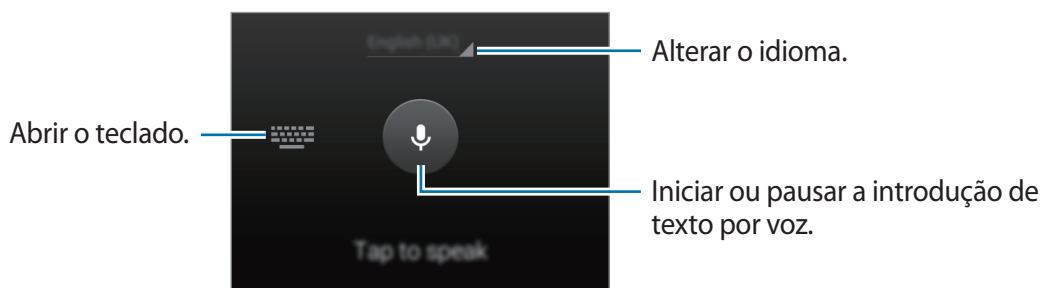 English (UK)
Alterar o idioma.
Abrir o teclado.
Iniciar ou pausar a introdução de
texto por voz.
Tap to speak